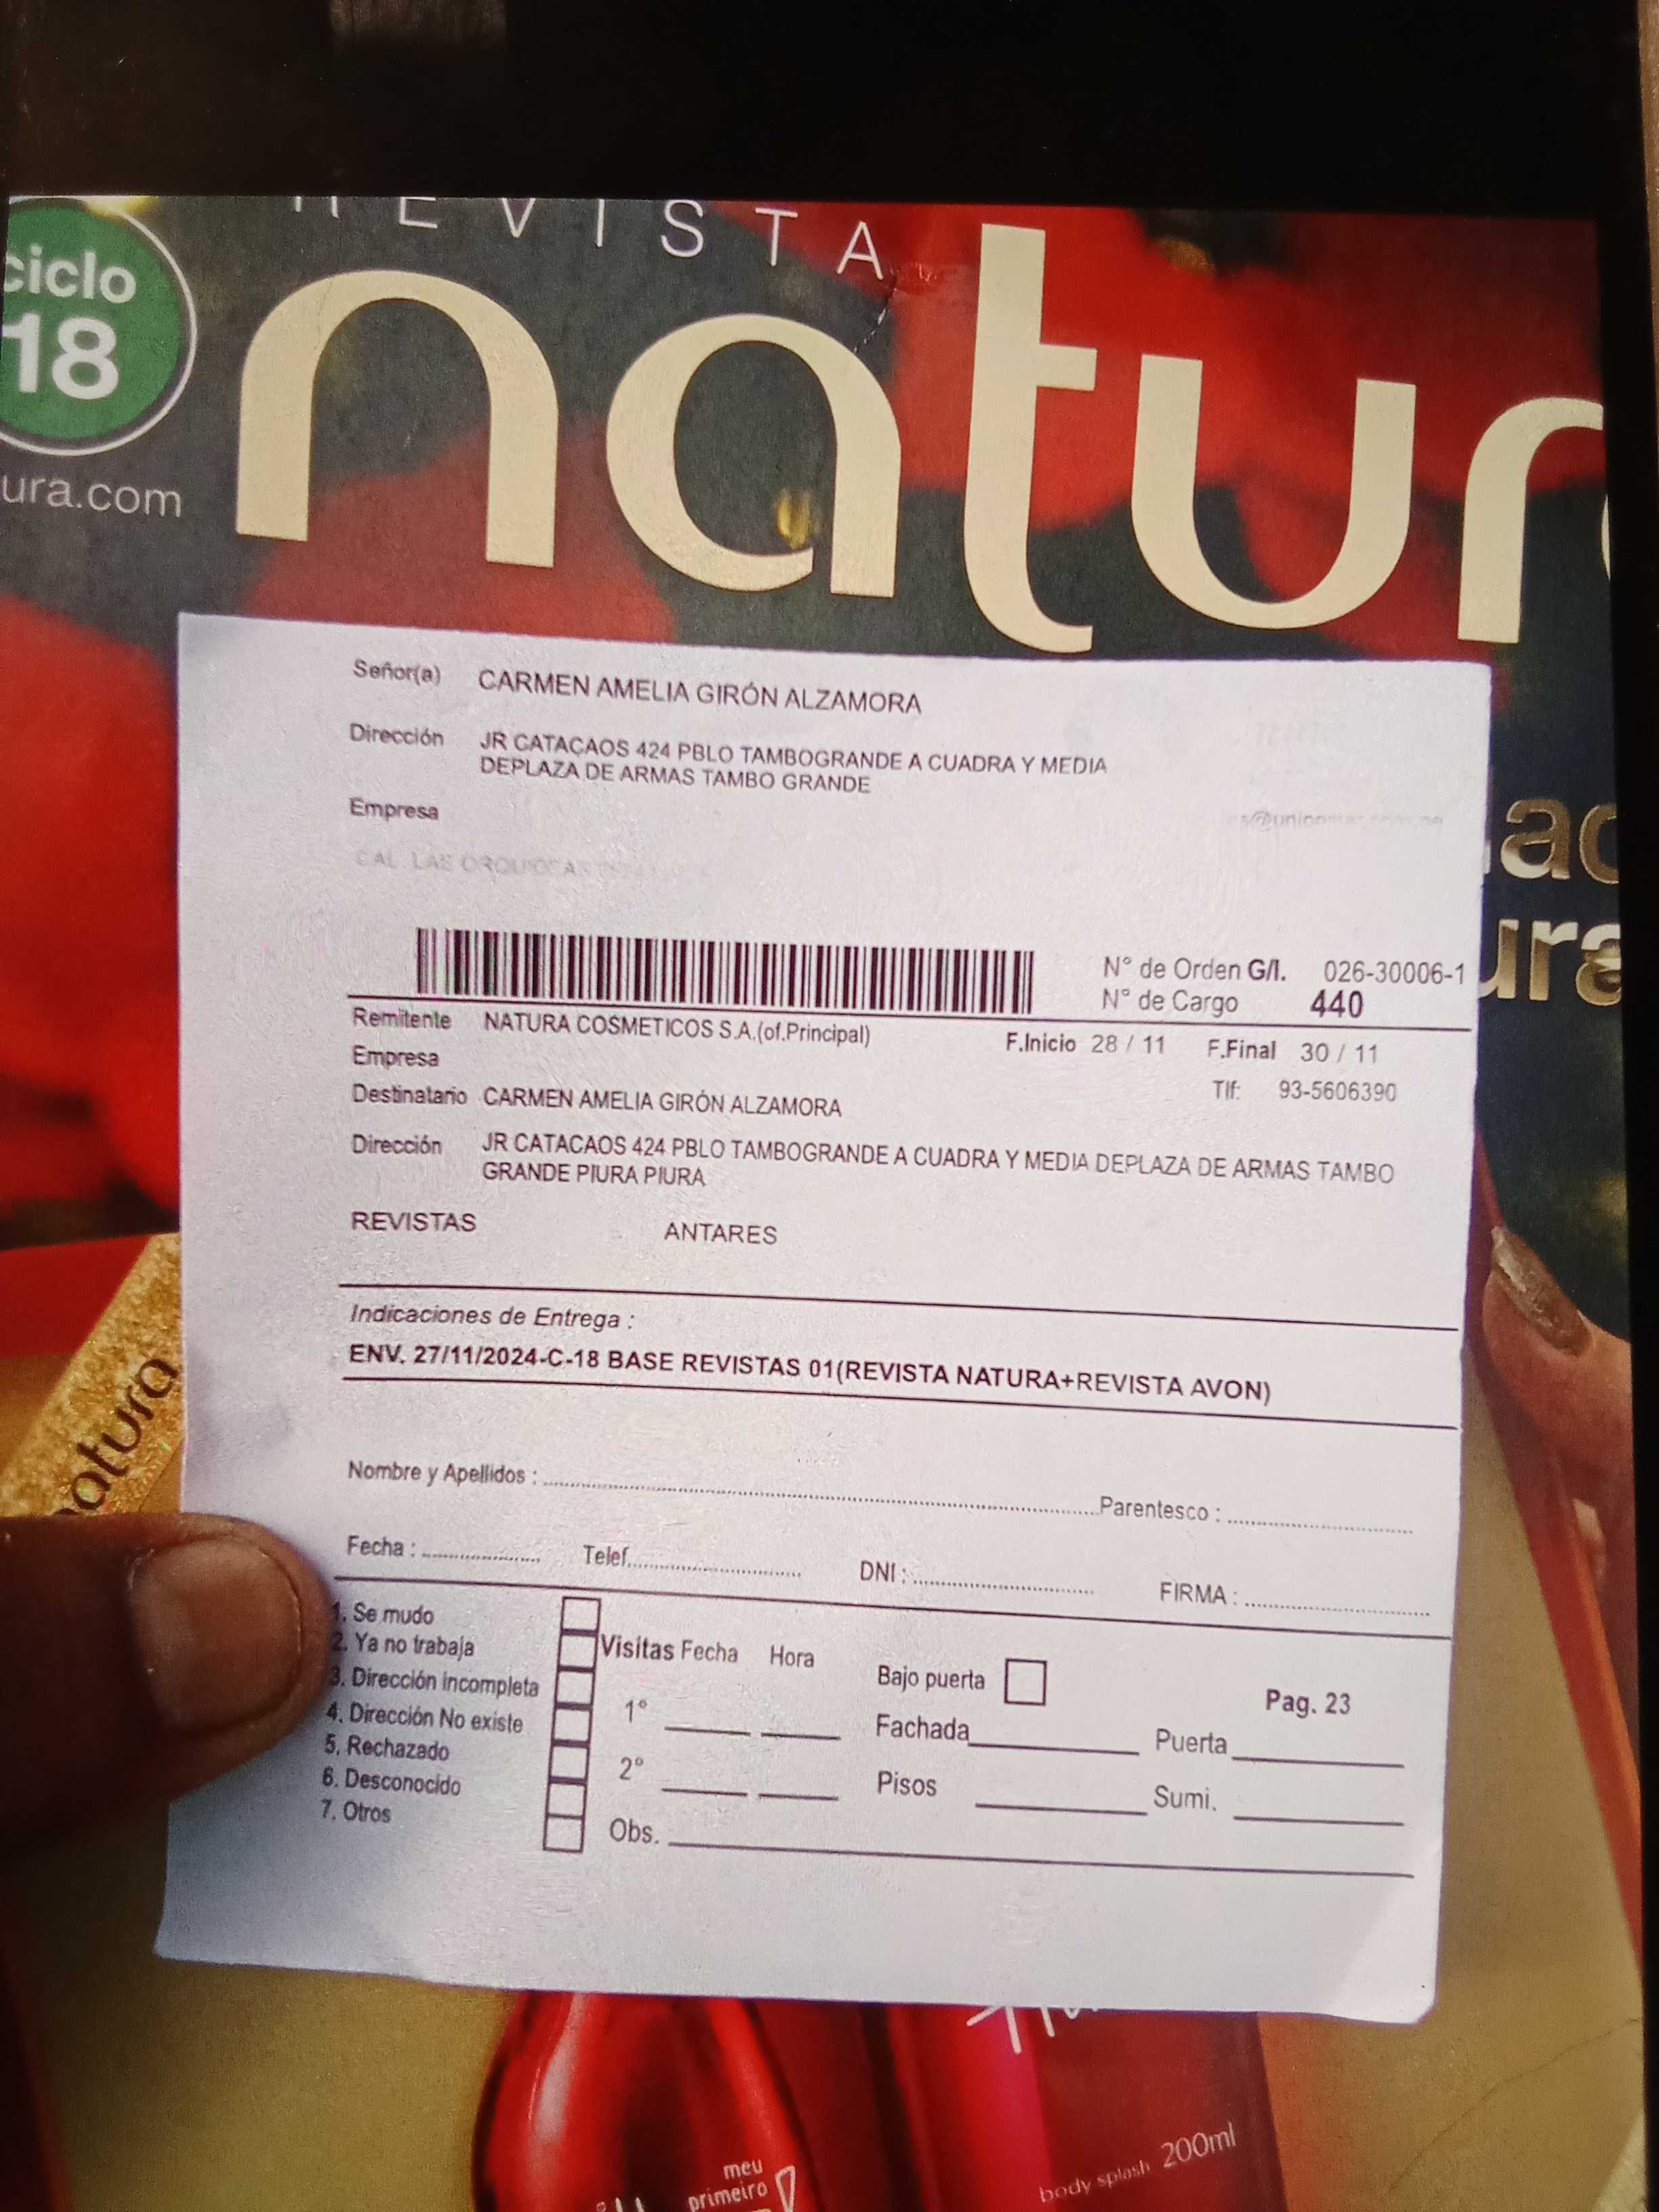 REVISTA
ciclo
18
natur
ura.com
Señor(a) CARMEN AMELIA GIRÓN ALZAMORA
Dirección JR CATACAOS 424 PBLO TAMBOGRANDE A CUADRA Y MEDIA
DEPLAZA DE ARMAS TAMBO GRANDE
Empresa
CAL LAS ORQUIDEAS
N° de Orden G/I. 026-30006-1
N° de Cargo 440
Remitente NATURA COSMETICOS S.A.(of.Principal)
F.Inicio 28 / 11 F.Final 30 / 11
Empresa
Tlf: 93-5606390
Destinatario CARMEN AMELIA GIRÓN ALZAMORA
Dirección JR CATACAOS 424 PBLO TAMBOGRANDE A CUADRA Y MEDIA DEPLAZA DE ARMAS TAMBO
GRANDE PIURA PIURA
REVISTAS ANTARES
Indicaciones de Entrega :
ENV. 27/11/2024-C-18 BASE REVISTAS 01(REVISTA NATURA+REVISTA AVON)
natura
Nombre y Apellidos : Parentesco :
Fecha : Telef. DNI : FIRMA :
1. Se mudo
2. Ya no trabaja
3. Dirección incompleta
4. Dirección No existe
5. Rechazado
6. Desconocido
7. Otros
Visitas Fecha Hora
1°
2°
Obs.
Bajo puerta
Pag. 23
Fachada Puerta
Pisos Sumi.
meu
primeiro
body splash 200ml